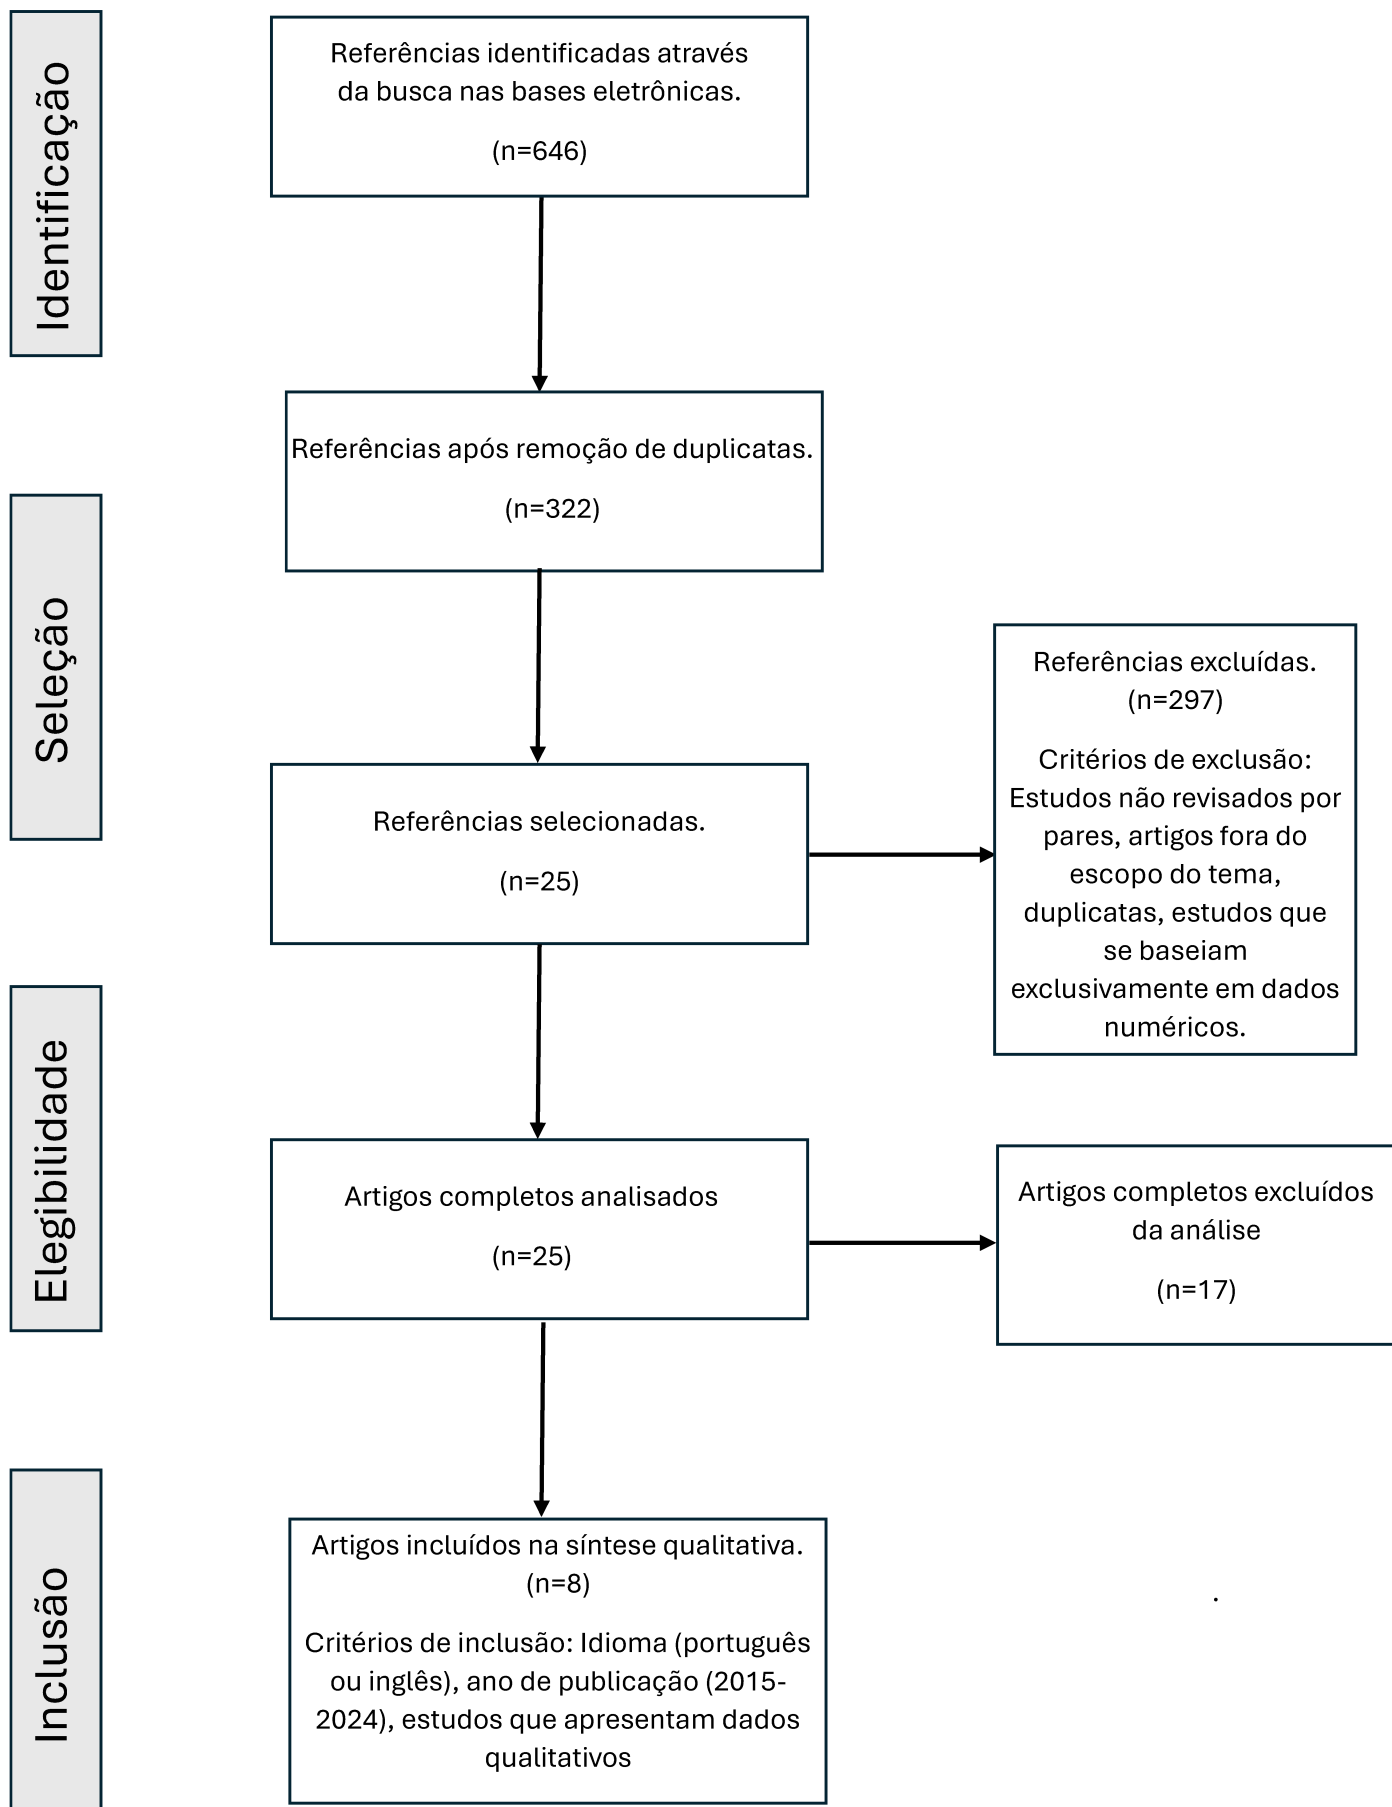 Identificação
Referências identificadas através
da busca nas bases eletrônicas.
(n=646)
Referências após remoção de duplicatas.
(n=322)
Seleção
Referências selecionadas.
(n=25)
Referências excluídas.
(n=297)
Critérios de exclusão:
Estudos não revisados por
pares, artigos fora do
escopo do tema,
duplicatas, estudos que
se baseiam
exclusivamente em dados
numéricos.
Elegibilidade
Artigos completos analisados
(n=25)
Artigos completos excluídos
da análise
(n=17)
Inclusão
Artigos incluídos na síntese qualitativa.
(n=8)
Critérios de inclusão: Idioma (português
ou inglês), ano de publicação (2015-
2024), estudos que apresentam dados
qualitativos
.